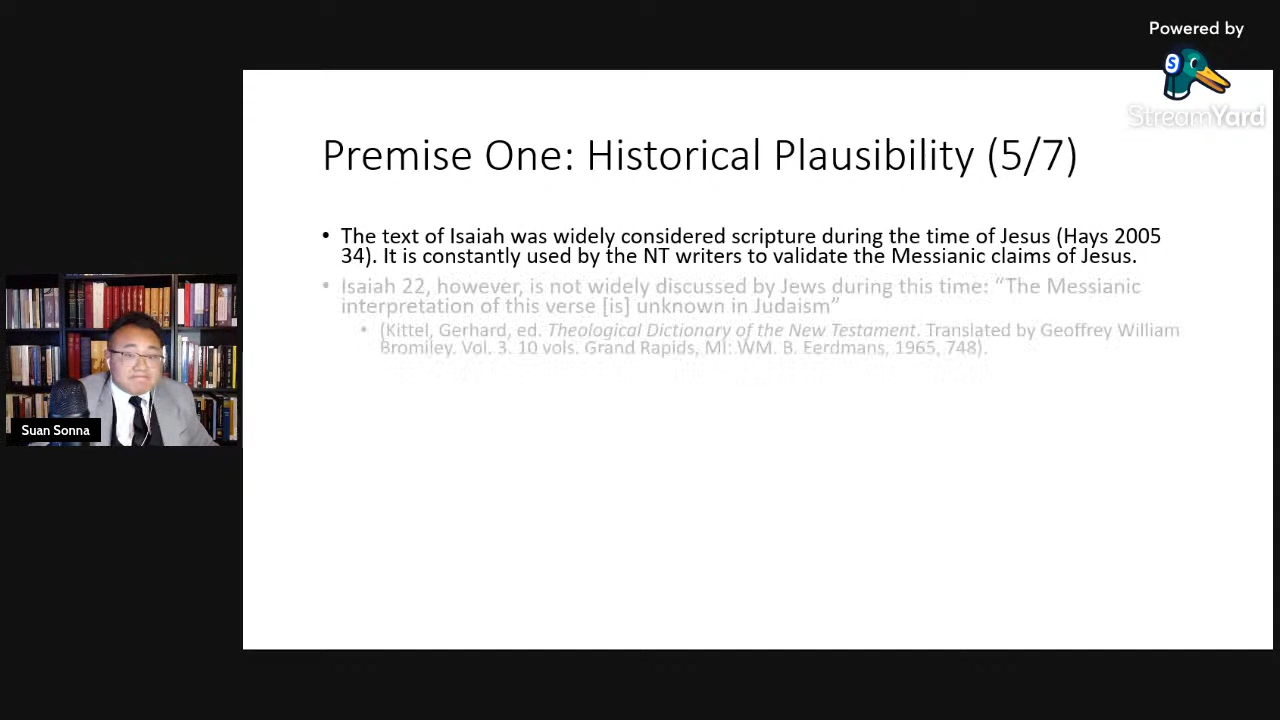 Powered by
StreamYard
Premise One: Historical Plausibility (5/7)
• The text of Isaiah was widely considered scripture during the time of Jesus (Hays 2005
34). It is constantly used by the NT writers to validate the Messianic claims of Jesus.
• Isaiah 22, however, is not widely discussed by Jews during this time: “The Messianic
interpretation of this verse [is] unknown in Judaism”
• (Kittel, Gerhard, ed. Theological Dictionary of the New Testament. Translated by Geoffrey William
Bromiley. Vol. 3. 10 vols. Grand Rapids, MI: WM. B. Eerdmans, 1965, 748).
Suan Sonna